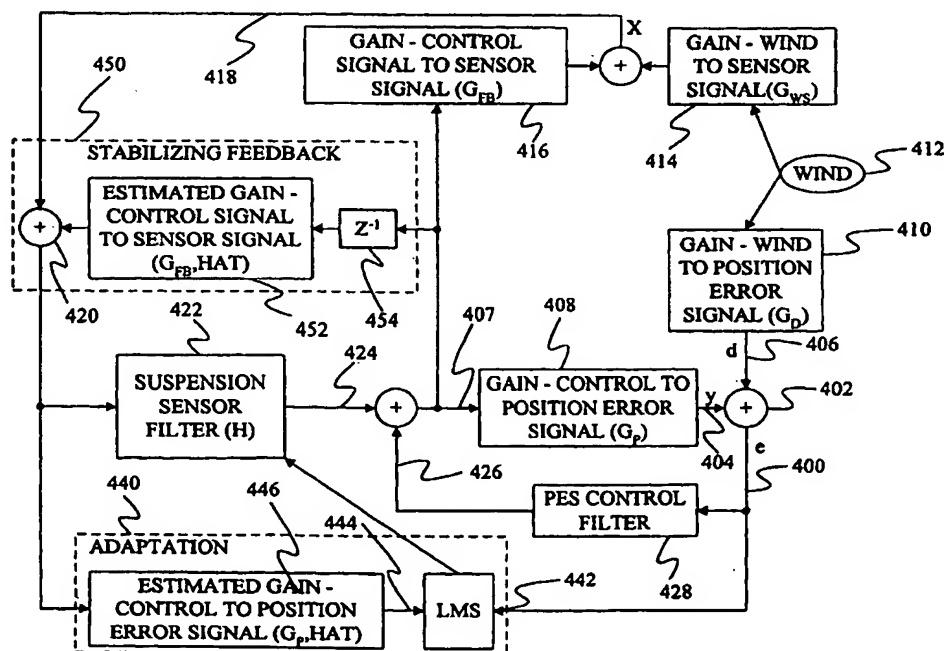 X
418
GAIN - CONTROL
SIGNAL TO SENSOR
SIGNAL (G_FB)
416
+
GAIN - WIND
TO SENSOR
SIGNAL(G_WS)
414
WIND
412
450
STABILIZING FEEDBACK
+
420
ESTIMATED GAIN -
CONTROL SIGNAL
TO SENSOR SIGNAL
(G_FB,HAT)
452
Z^-1
454
GAIN - WIND
TO POSITION
ERROR
SIGNAL (G_D)
410
d
406
422
SUSPENSION
SENSOR
FILTER (H)
424
+
407
408
GAIN - CONTROL TO
POSITION ERROR
SIGNAL (G_P)
y
404
+
402
e
400
426
PES CONTROL
FILTER
428
440
446
444
ADAPTATION
ESTIMATED GAIN -
CONTROL TO POSITION
ERROR SIGNAL (G_P,HAT)
LMS
442